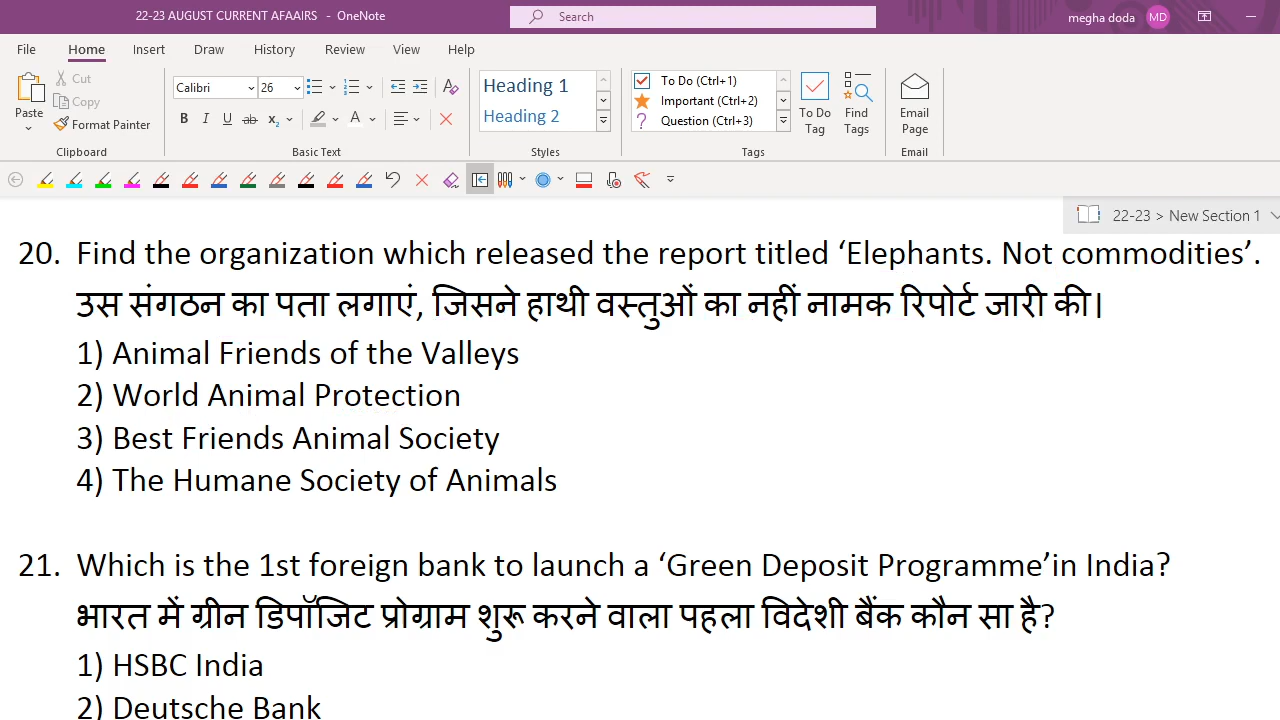 22-23 AUGUST CURRENT AFAAIRS - OneNote
Search
megha doda
MD
File Home Insert Draw History Review View Help
Paste
Cut
Copy
Format Painter
Clipboard
Calibri 26
B I U ab x₂ A
Basic Text
Heading 1
Heading 2
Styles
To Do (Ctrl+1)
Important (Ctrl+2)
Question (Ctrl+3)
To Do Tag
Find Tags
Tags
Email Page
Email
22-23 > New Section 1
20. Find the organization which released the report titled ‘Elephants. Not commodities’.
उस संगठन का पता लगाएं, जिसने हाथी वस्तुओं का नहीं नामक रिपोर्ट जारी की।
1) Animal Friends of the Valleys
2) World Animal Protection
3) Best Friends Animal Society
4) The Humane Society of Animals
21. Which is the 1st foreign bank to launch a ‘Green Deposit Programme’in India?
भारत में ग्रीन डिपॉजिट प्रोग्राम शुरू करने वाला पहला विदेशी बैंक कौन सा है?
1) HSBC India
2) Deutsche Bank